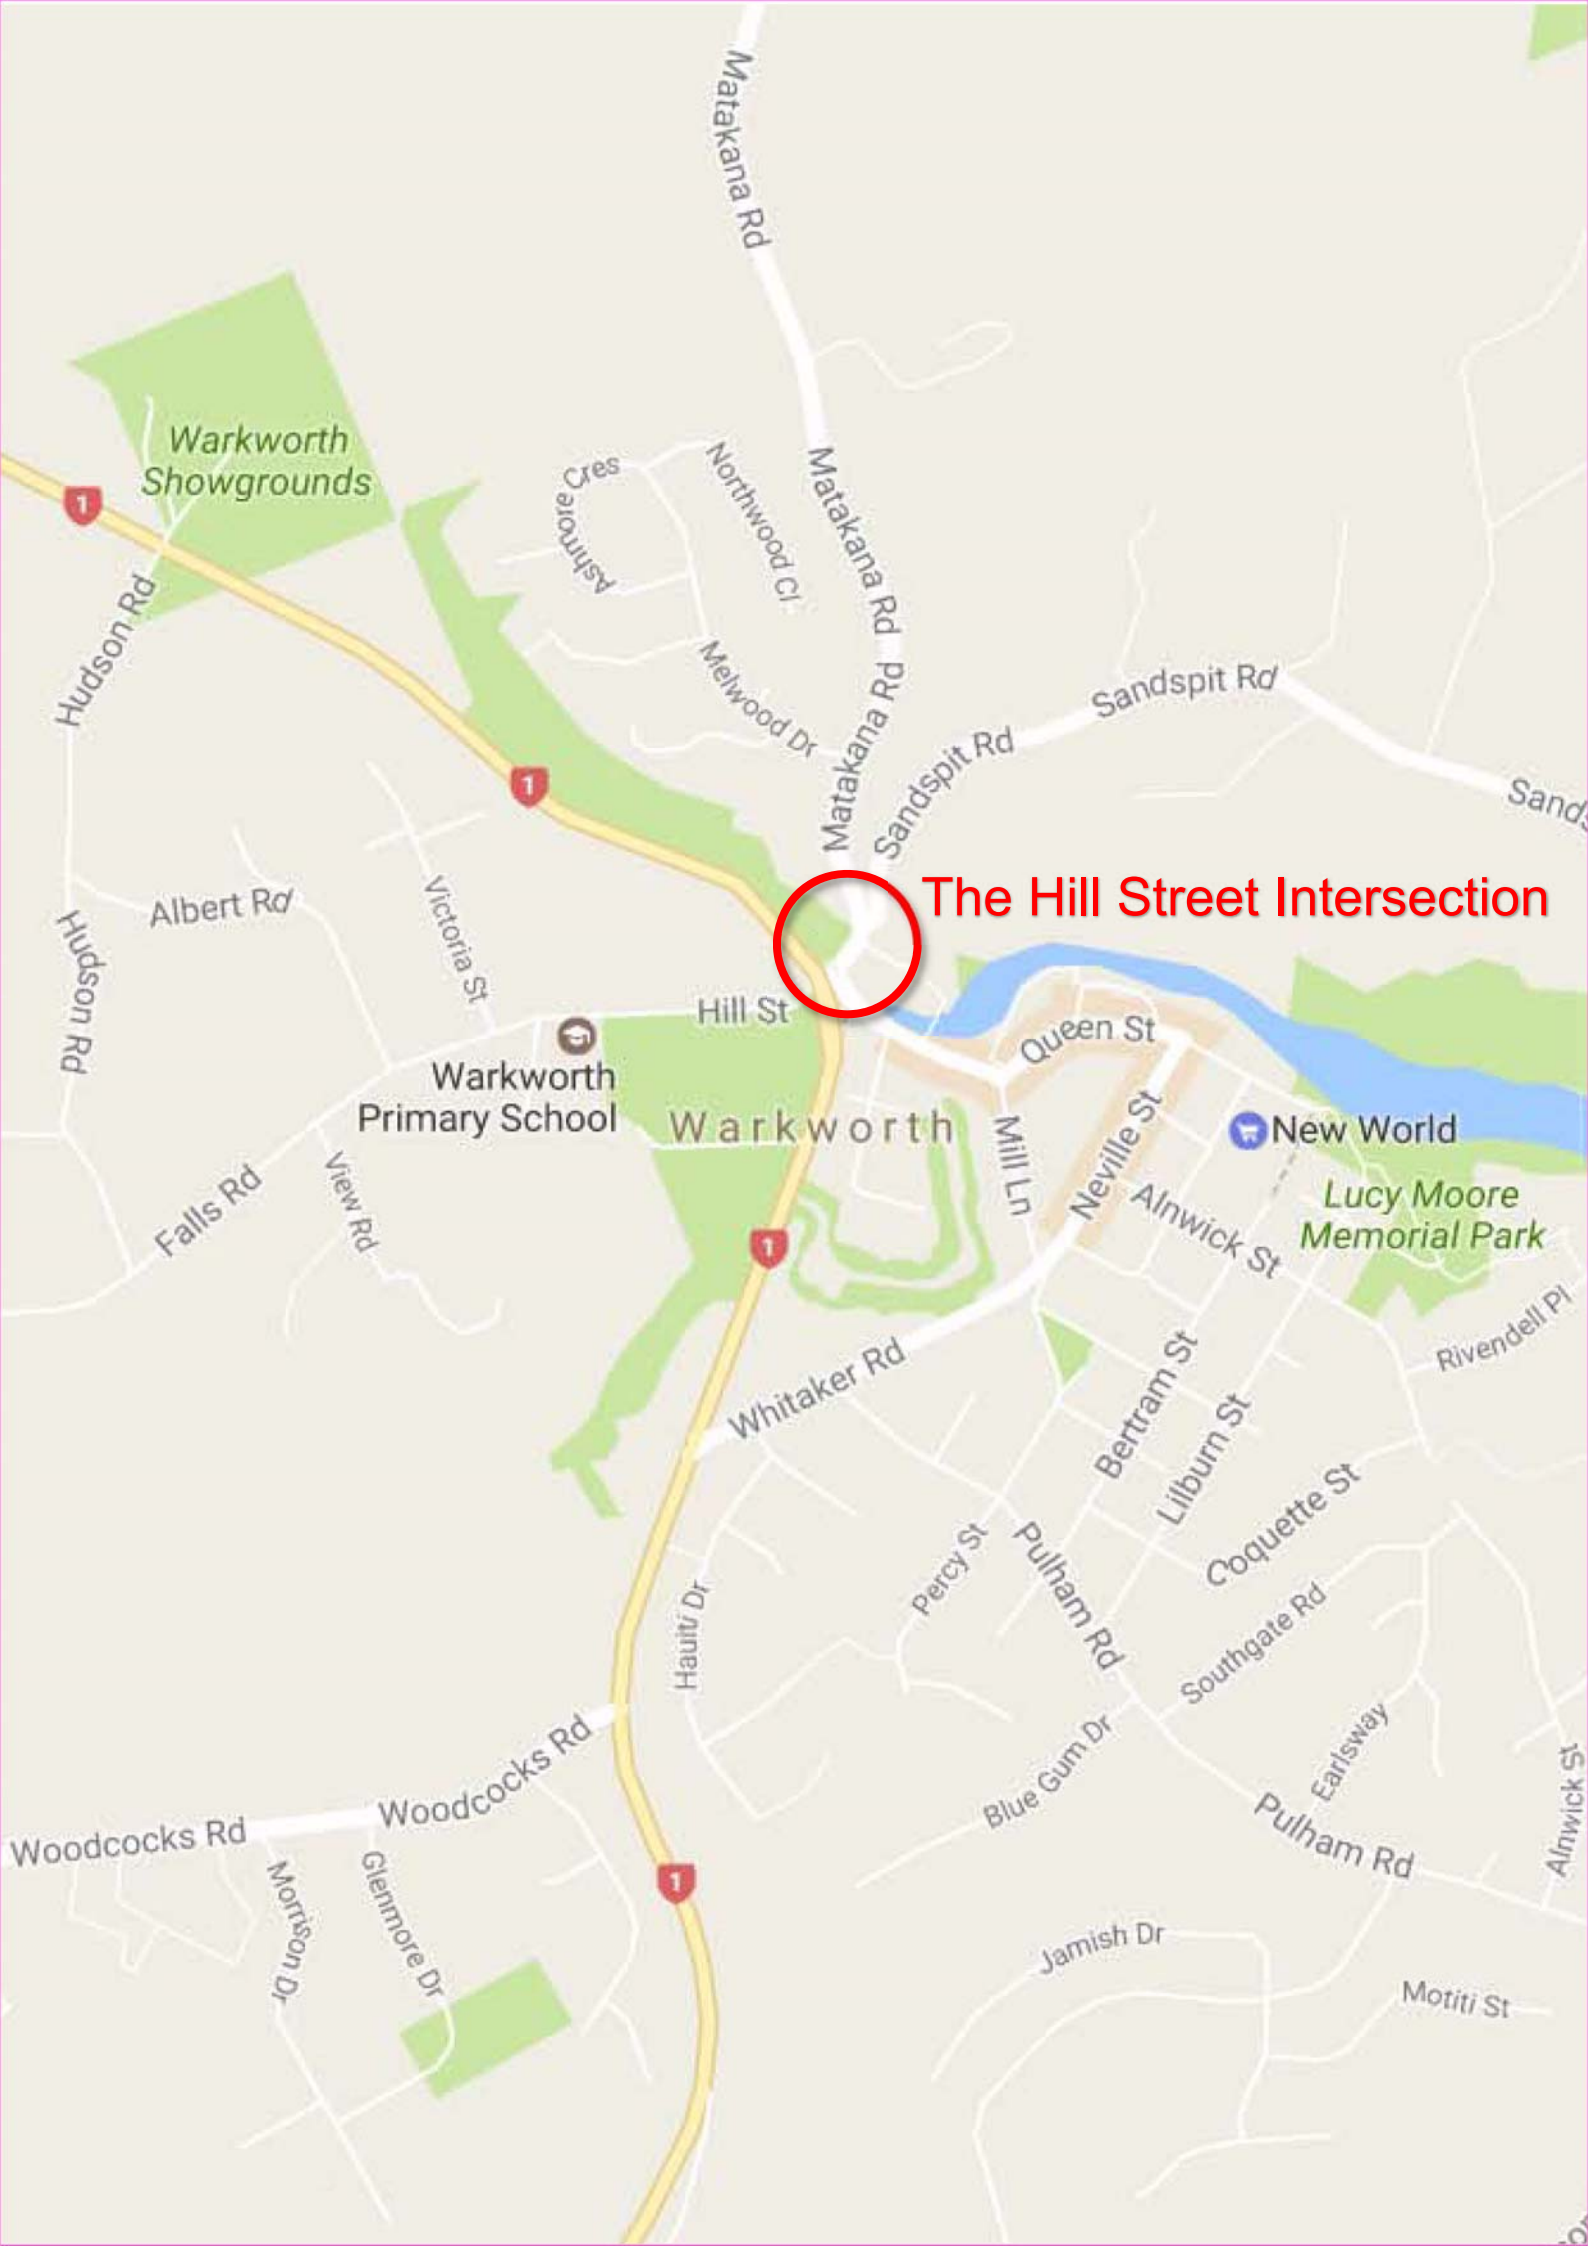 Matakana Rd
Warkworth
Showgrounds
1
Ashmore Cres
Northwood Cl
Matakana Rd
Hudson Rd
Melwood Dr
Matakana Rd
Sandspit Rd
Sandspit Rd
1
Sands
The Hill Street Intersection
Albert Rd
Victoria St
Hudson Rd
Hill St
Queen St
Warkworth
Primary School
Warkworth
Mill Ln
Neville St
New World
Falls Rd
View Rd
Alnwick St
Lucy Moore
Memorial Park
1
Rivendell Pl
Whitaker Rd
Bertram St
Lilburn St
Coquette St
Percy St
Pulham Rd
Hauiti Dr
Southgate Rd
Woodcocks Rd
Woodcocks Rd
Blue Gum Dr
Earlsway
Alnwick St
Pulham Rd
Morrison Dr
Glenmore Dr
1
Jamish Dr
Motiti St